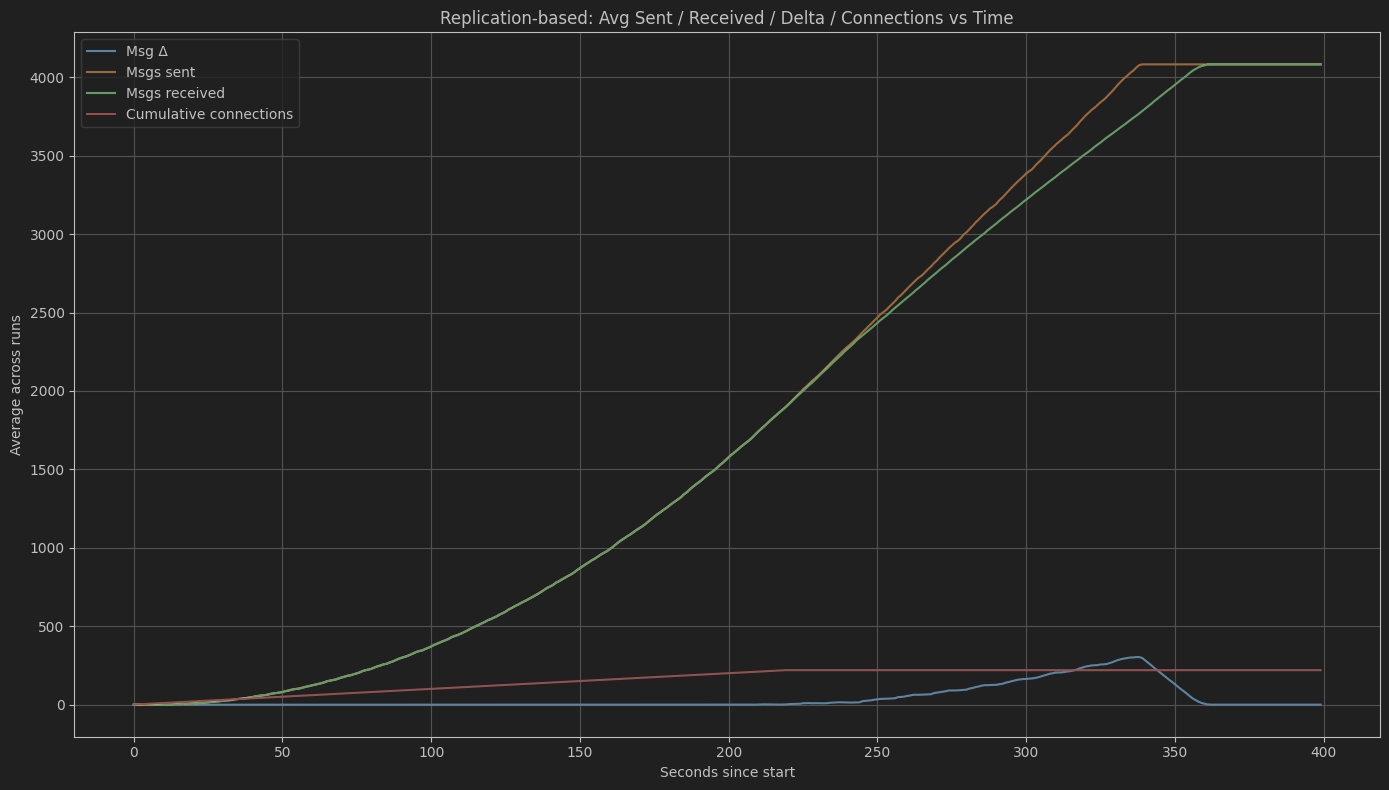 Replication-based: Avg Sent / Received / Delta / Connections vs Time
Msg Δ
Msgs sent
Msgs received
Cumulative connections
Average across runs
4000
3500
3000
2500
2000
1500
1000
500
0
0 50 100 150 200 250 300 350 400
Seconds since start